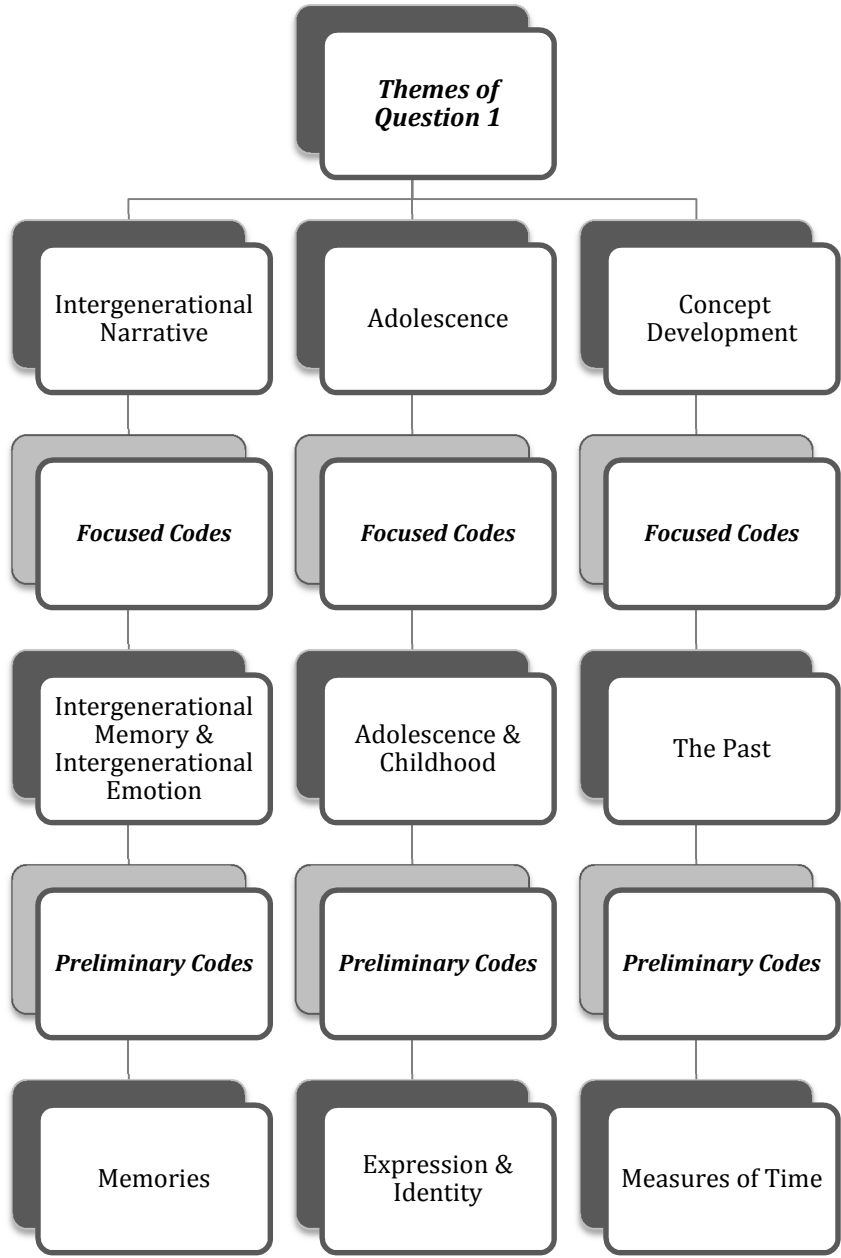 Themes of
Question 1
Intergenerational
Narrative
Adolescence
Concept
Development
Focused Codes
Focused Codes
Focused Codes
Intergenerational
Memory &
Intergenerational
Emotion
Adolescence &
Childhood
The Past
Preliminary Codes
Preliminary Codes
Preliminary Codes
Memories
Expression &
Identity
Measures of Time